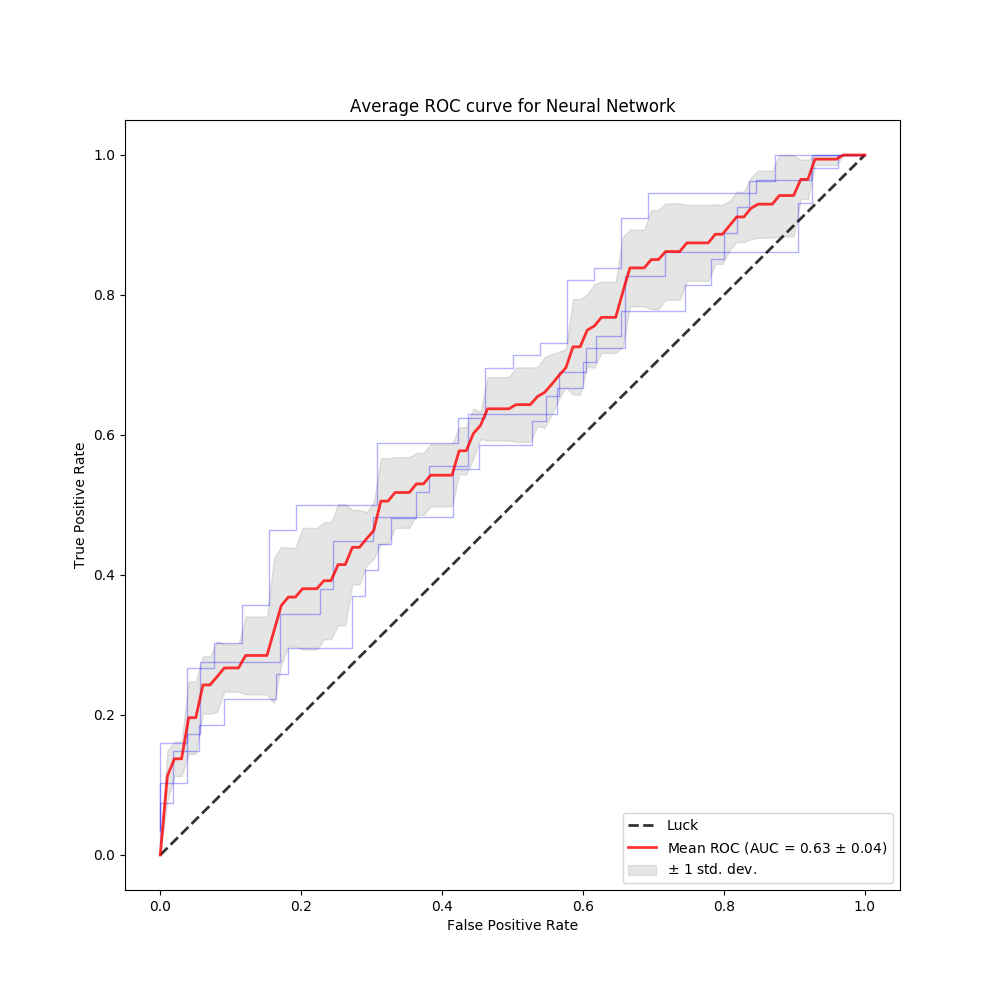 Average ROC curve for Neural Network
True Positive Rate
1.0
0.8
0.6
0.4
0.2
0.0
Luck
Mean ROC (AUC = 0.63 ± 0.04)
± 1 std. dev.
0.0 0.2 0.4 0.6 0.8 1.0
False Positive Rate